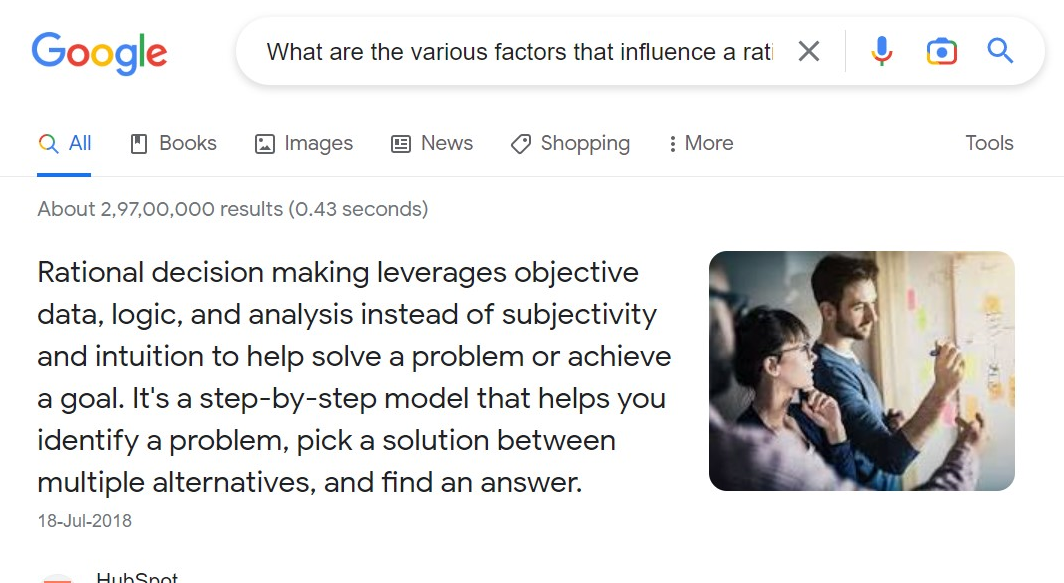 Google
What are the various factors that influence a rati
All Books Images News Shopping More Tools
About 2,97,00,000 results (0.43 seconds)
Rational decision making leverages objective
data, logic, and analysis instead of subjectivity
and intuition to help solve a problem or achieve
a goal. It's a step-by-step model that helps you
identify a problem, pick a solution between
multiple alternatives, and find an answer.
18-Jul-2018
HubSpot